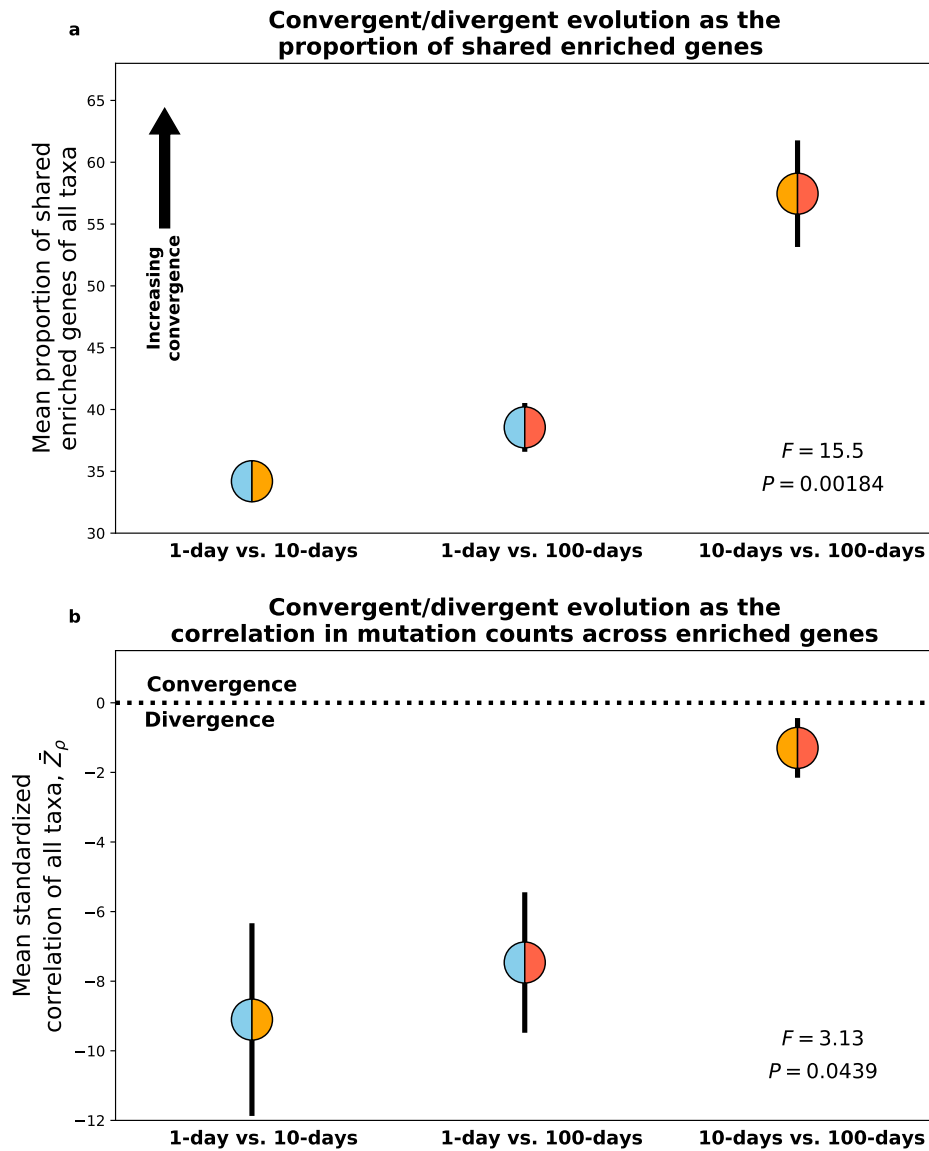 a
Convergent/divergent evolution as the
proportion of shared enriched genes
Mean proportion of shared
enriched genes of all taxa
65
60
55
50
45
40
35
30
Increasing
convergence
F = 15.5
P = 0.00184
1-day vs. 10-days
1-day vs. 100-days
10-days vs. 100-days
b
Convergent/divergent evolution as the
correlation in mutation counts across enriched genes
Mean standardized
correlation of all taxa, Z̄ρ
0
−2
−4
−6
−8
−10
−12
Convergence
Divergence
F = 3.13
P = 0.0439
1-day vs. 10-days
1-day vs. 100-days
10-days vs. 100-days